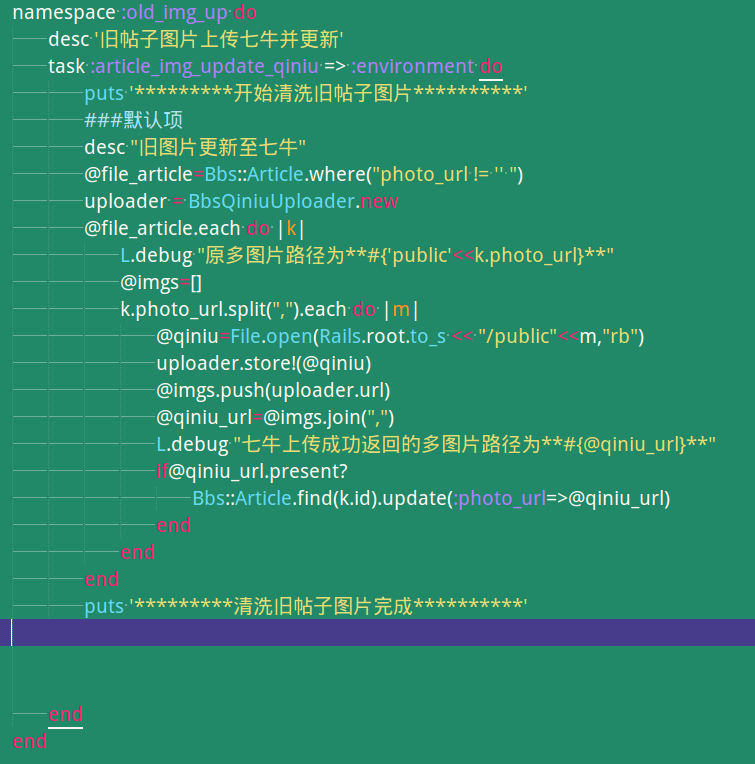 namespace :old_img_up do
desc '旧帖子图片上传七牛并更新'
task :article_img_update_qiniu => :environment do
puts '*********开始清洗旧帖子图片**********'
###默认项
desc "旧图片更新至七牛"
@file_article=Bbs::Article.where("photo_url != '' ")
uploader = BbsQiniuUploader.new
@file_article.each do |k|
L.debug "原多图片路径为**#{'public'<<k.photo_url}**"
@imgs=[]
k.photo_url.split(",").each do |m|
@qiniu=File.open(Rails.root.to_s << "/public"<<m,"rb")
uploader.store!(@qiniu)
@imgs.push(uploader.url)
@qiniu_url=@imgs.join(",")
L.debug "七牛上传成功返回的多图片路径为**#{@qiniu_url}**"
if@qiniu_url.present?
Bbs::Article.find(k.id).update(:photo_url=>@qiniu_url)
end
end
end
puts '*********清洗旧帖子图片完成**********'
end
end